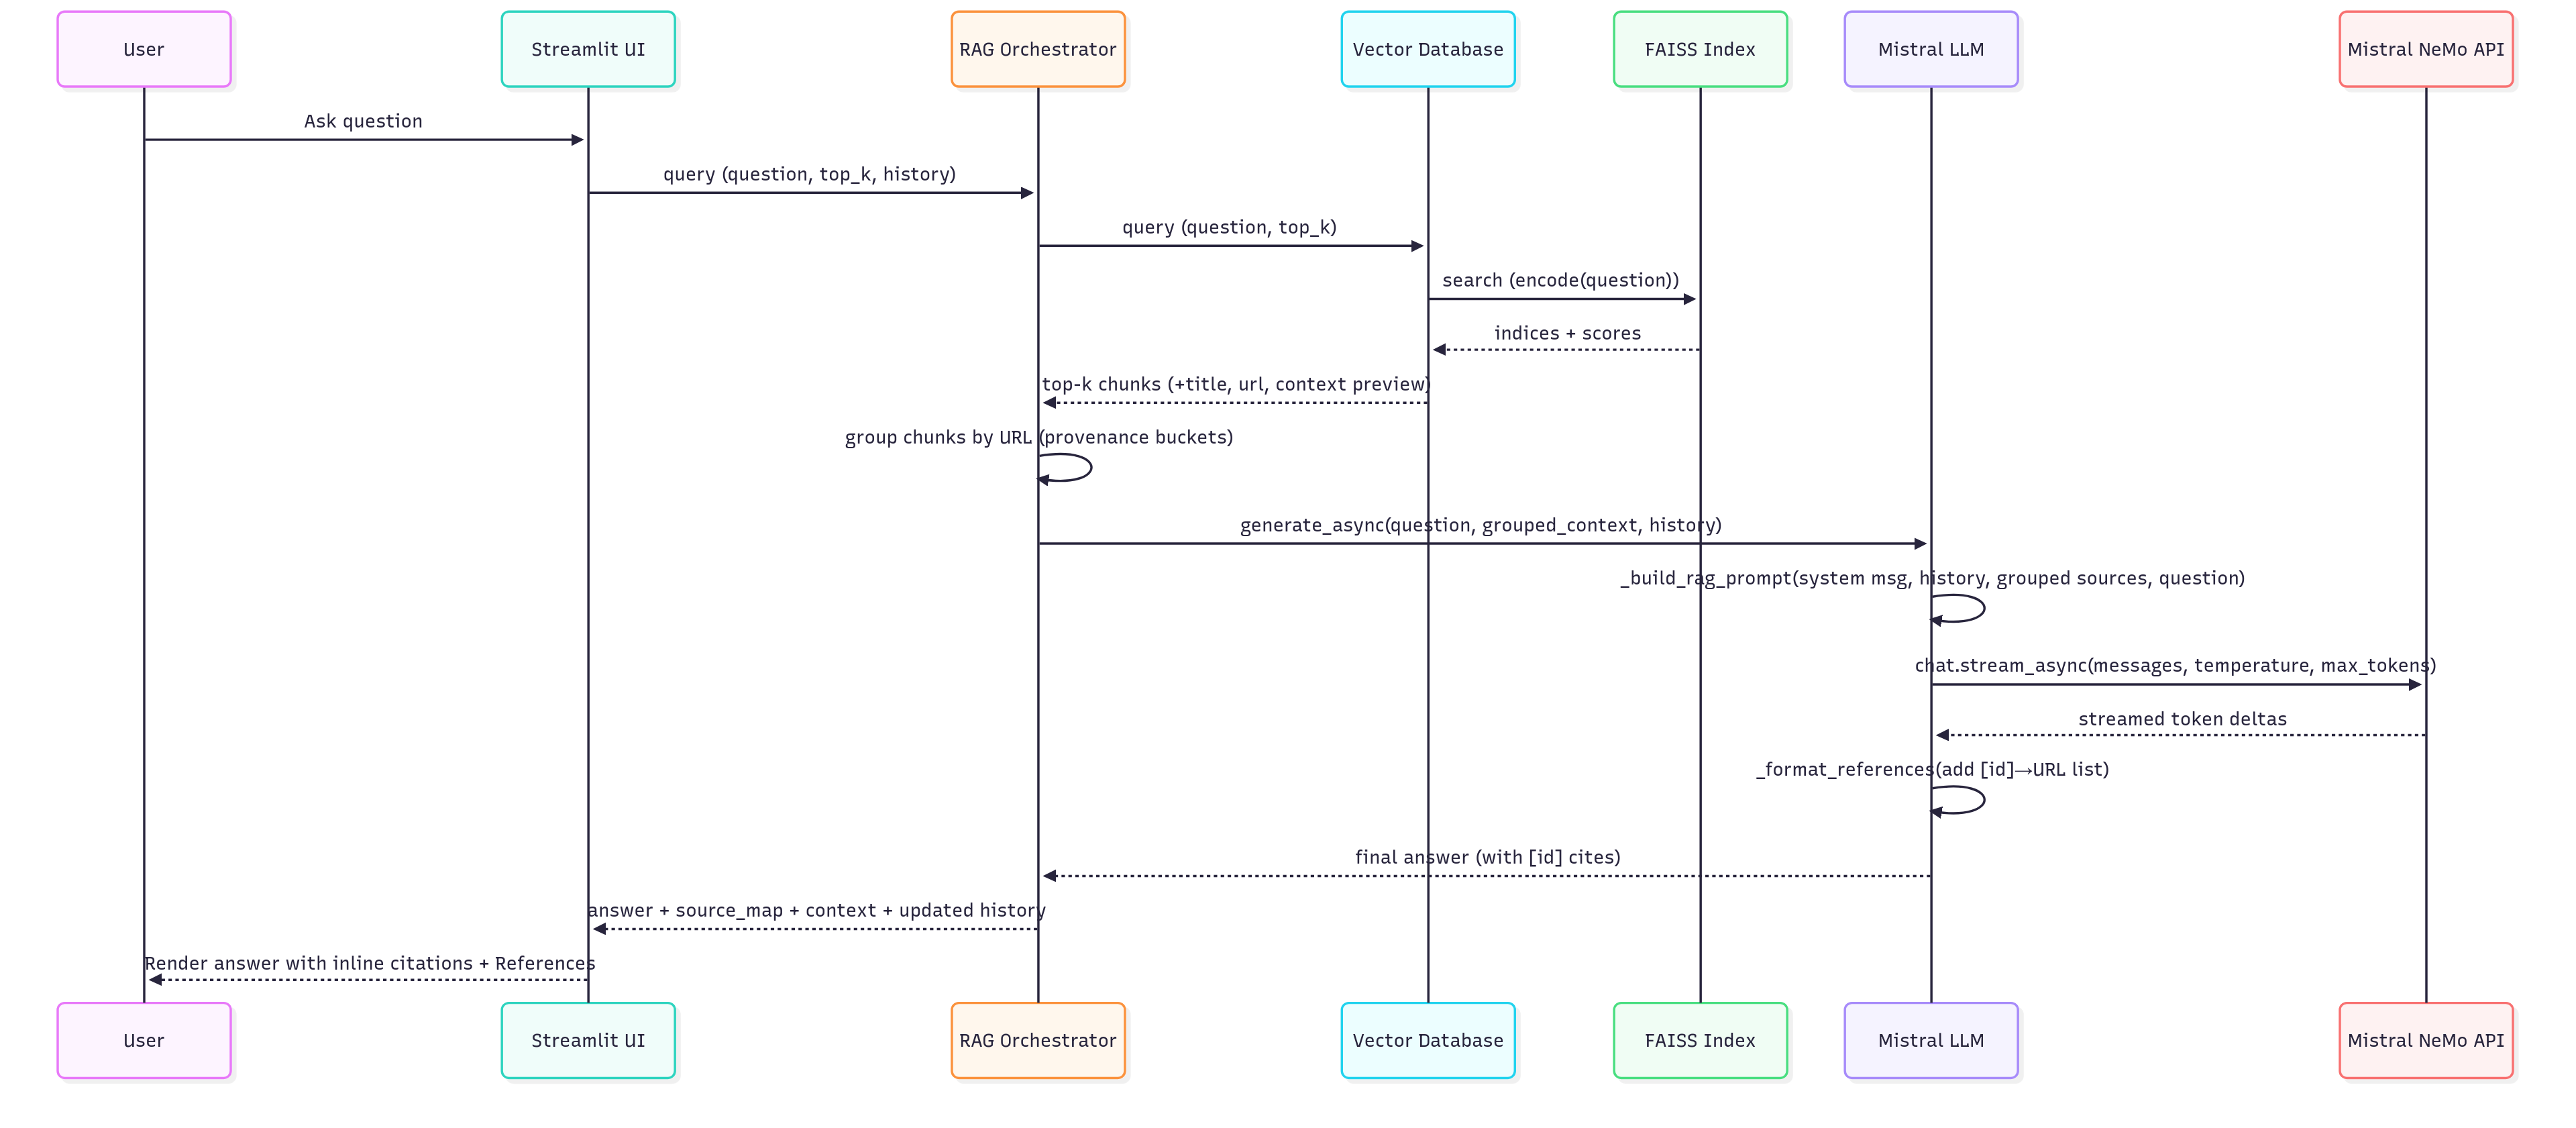 User
Streamlit UI
RAG Orchestrator
Vector Database
FAISS Index
Mistral LLM
Mistral NeMo API
Ask question
query (question, top_k, history)
query (question, top_k)
search (encode(question))
indices + scores
top-k chunks (+title, url, context preview)
group chunks by URL (provenance buckets)
generate_async(question, grouped_context, history)
_build_rag_prompt(system msg, history, grouped sources, question)
chat.stream_async(messages, temperature, max_tokens)
streamed token deltas
_format_references(add [id]→URL list)
final answer (with [id] cites)
answer + source_map + context + updated history
Render answer with inline citations + References
User
Streamlit UI
RAG Orchestrator
Vector Database
FAISS Index
Mistral LLM
Mistral NeMo API